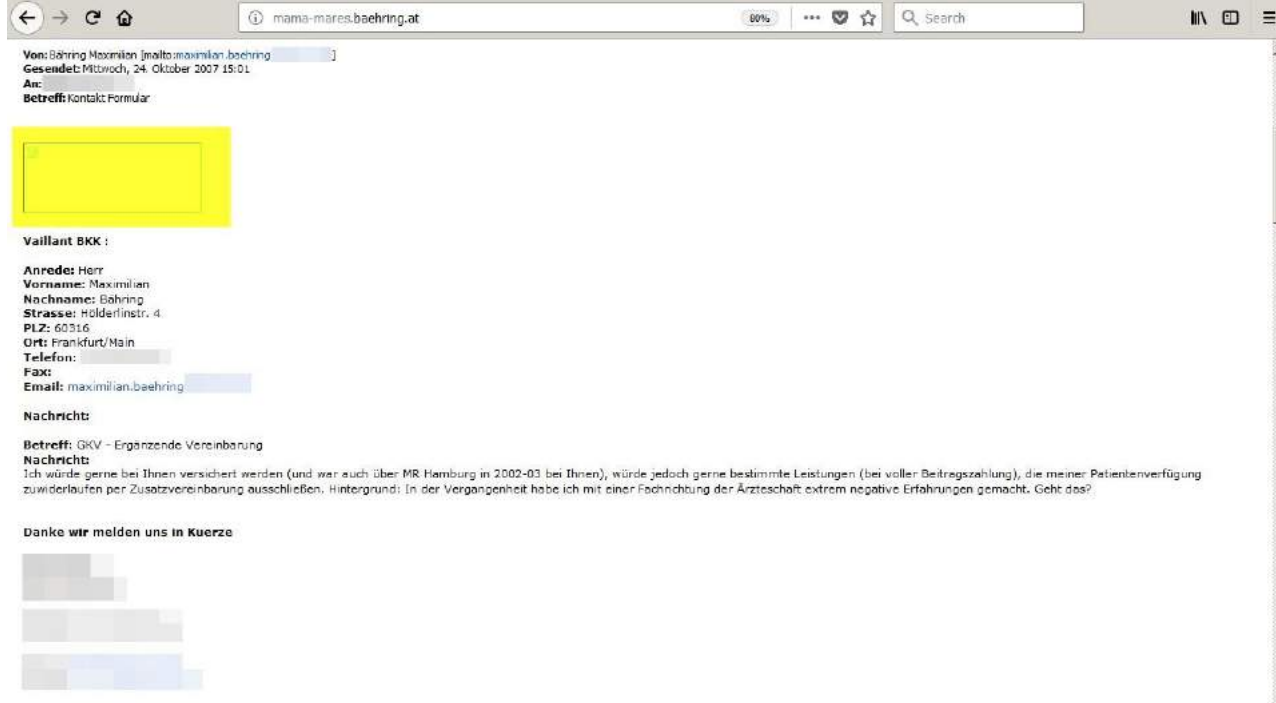 mama-mares.baehring.at
80%
Search
Von: Bähring Maximilian [mailto:maximilian.baehring ]
Gesendet: Mittwoch, 24. Oktober 2007 15:01
An:
Betreff: Kontakt Formular
Vaillant BKK :
Anrede: Herr
Vorname: Maximilian
Nachname: Bähring
Strasse: Hölderlinstr. 4
PLZ: 60316
Ort: Frankfurt/Main
Telefon:
Fax:
Email: maximilian.baehring
Nachricht:
Betreff: GKV - Ergänzende Vereinbarung
Nachricht:
Ich würde gerne bei Ihnen versichert werden (und war auch über MR Hamburg in 2002-03 bei Ihnen), würde jedoch gerne bestimmte Leistungen (bei voller Beitragszahlung), die meiner Patientenverfügung
zuwiderlaufen per Zusatzvereinbarung ausschließen. Hintergrund: In der Vergangenheit habe ich mit einer Fachrichtung der Ärzteschaft extrem negative Erfahrungen gemacht. Geht das?
Danke wir melden uns in Kuerze